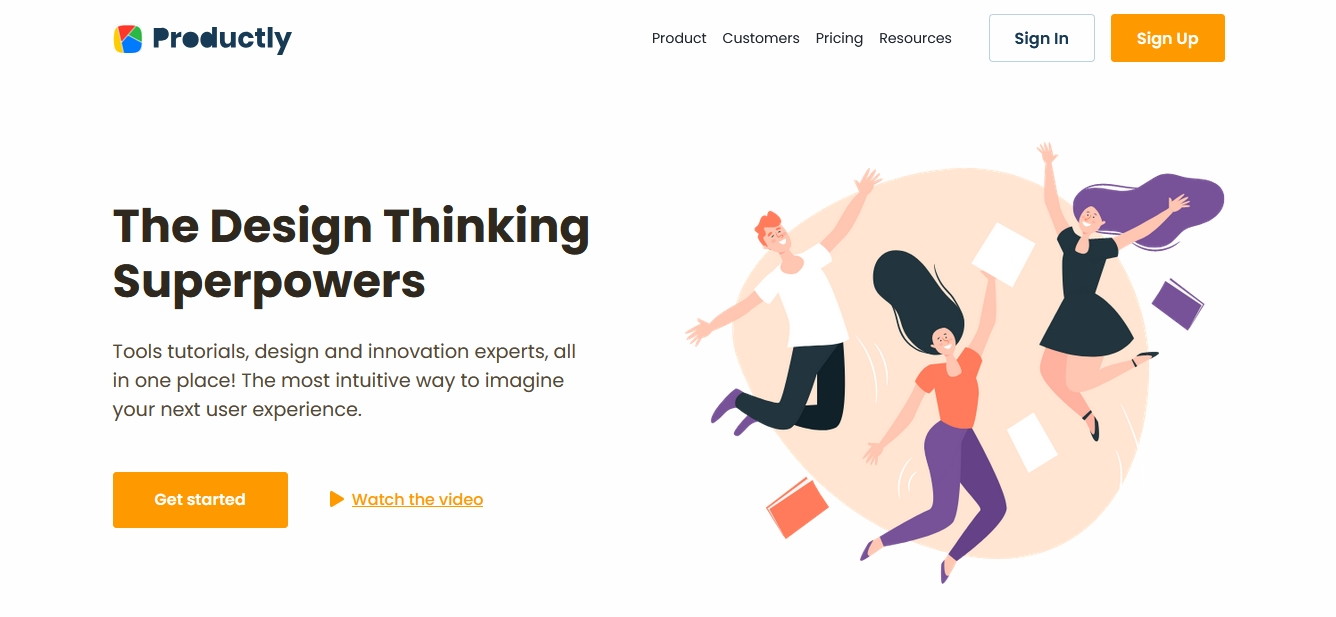 Productly
Product Customers Pricing Resources Sign In Sign Up
The Design Thinking
Superpowers
Tools tutorials, design and innovation experts, all
in one place! The most intuitive way to imagine
your next user experience.
Get started Watch the video